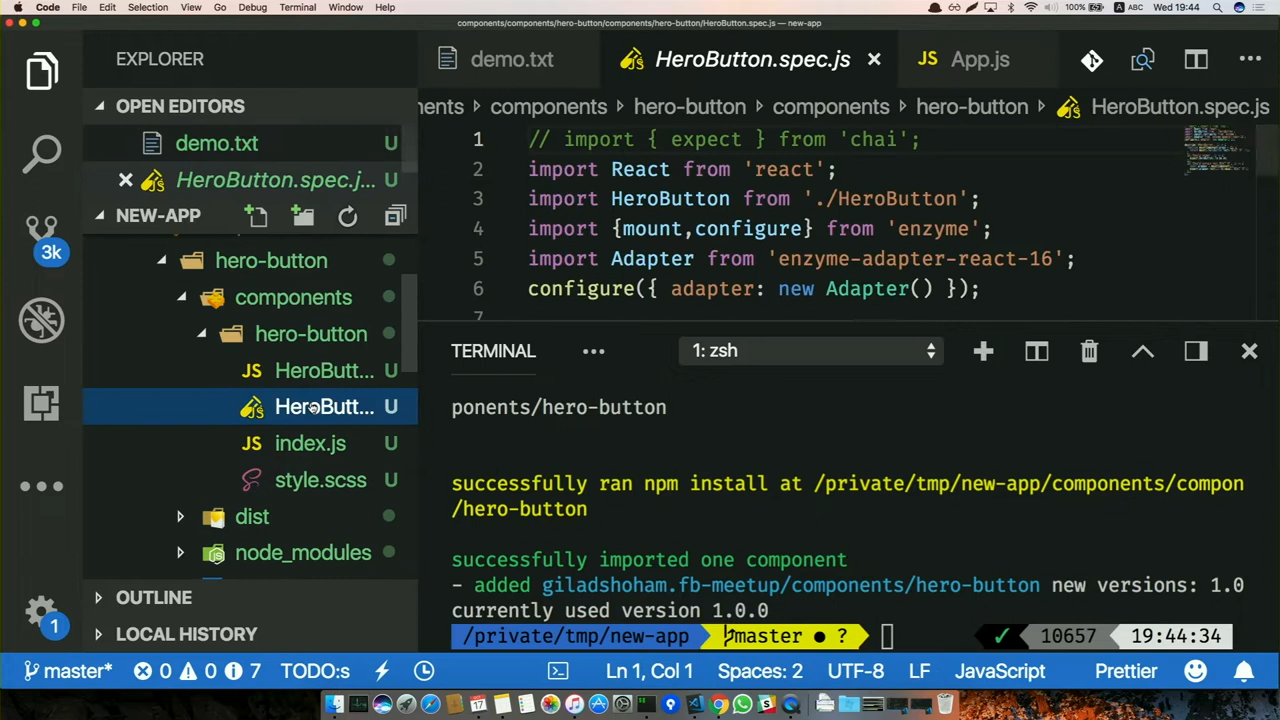 Code File Edit Selection View Go Debug Terminal Window Help
100% A ABC Wed 19:44
components/components/hero-button/components/hero-button/HeroButton.spec.js — new-app
EXPLORER
OPEN EDITORS
demo.txt U
HeroButton.spec.j... U
NEW-APP
hero-button
components
hero-button
HeroButt... U
HeroButt... U
index.js U
style.scss U
dist
node_modules
OUTLINE
LOCAL HISTORY
3k
1
demo.txt
HeroButton.spec.js
JS App.js
nents > components > hero-button > components > hero-button > HeroButton.spec.js
1 // import { expect } from 'chai';
2 import React from 'react';
3 import HeroButton from './HeroButton';
4 import {mount,configure} from 'enzyme';
5 import Adapter from 'enzyme-adapter-react-16';
6 configure({ adapter: new Adapter() });
7
TERMINAL ... 1: zsh
ponents/hero-button
successfully ran npm install at /private/tmp/new-app/components/compon
/hero-button
successfully imported one component
- added giladshoham.fb-meetup/components/hero-button new versions: 1.0
currently used version 1.0.0
/private/tmp/new-app master ● ? ✓ 10657 19:44:34
master* 0 0 7 TODO:s Ln 1, Col 1 Spaces: 2 UTF-8 LF JavaScript Prettier